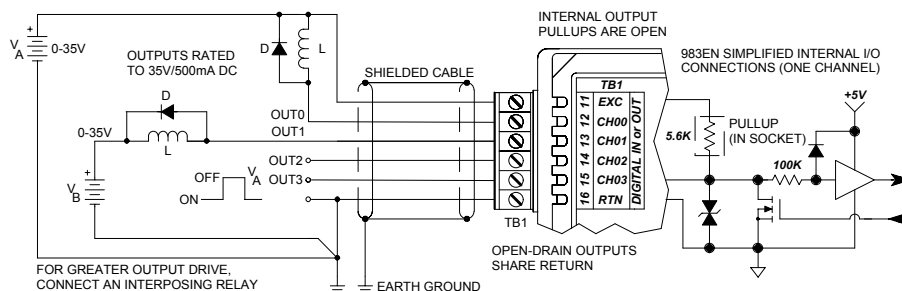 INTERNAL OUTPUT
PULLUPS ARE OPEN
+
V
A
0-35V
OUTPUTS RATED
TO 35V/500mA DC
D
L
SHIELDED CABLE
983EN SIMPLIFIED INTERNAL I/O
CONNECTIONS (ONE CHANNEL)
+5V
D
L
0-35V
+
V
B
OUT0
OUT1
OUT2
OUT3
OFF
ON
V
A
TB1
11 EXC
12 CH00
13 CH01
14 CH02
15 CH03
16 RTN
DIGITAL IN or OUT
TB1
5.6K
PULLUP
(IN SOCKET)
100K
OPEN-DRAIN OUTPUTS
SHARE RETURN
FOR GREATER OUTPUT DRIVE,
CONNECT AN INTERPOSING RELAY
EARTH GROUND